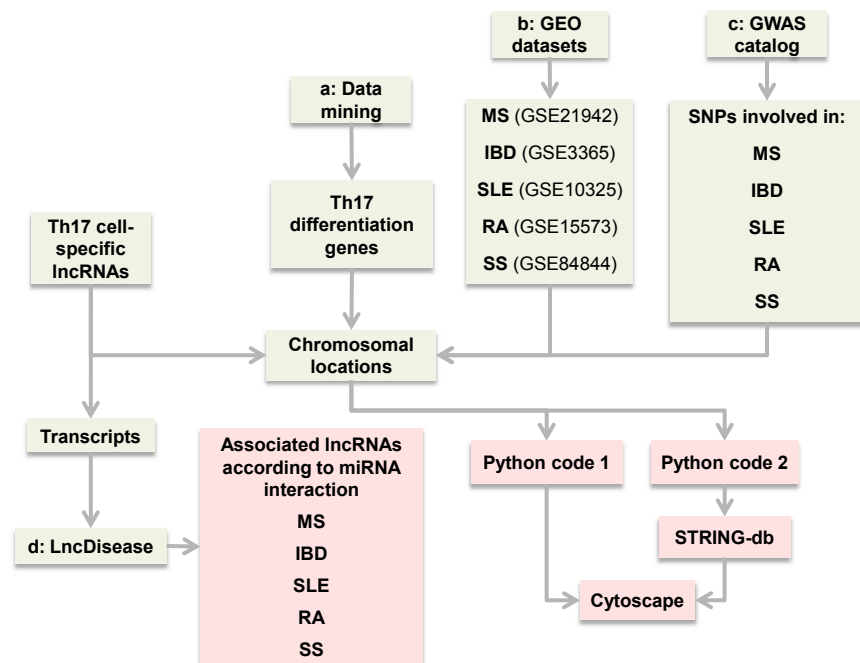 b: GEO
datasets
c: GWAS
catalog
a: Data
mining
MS (GSE21942)
IBD (GSE3365)
SLE (GSE10325)
RA (GSE15573)
SS (GSE84844)
SNPs involved in:
MS
IBD
SLE
RA
SS
Th17
differentiation
genes
Th17 cell-
specific
lncRNAs
Chromosomal
locations
Transcripts
Associated lncRNAs
according to miRNA
interaction
MS
IBD
SLE
RA
SS
Python code 1
Python code 2
d: LncDisease
STRING-db
Cytoscape